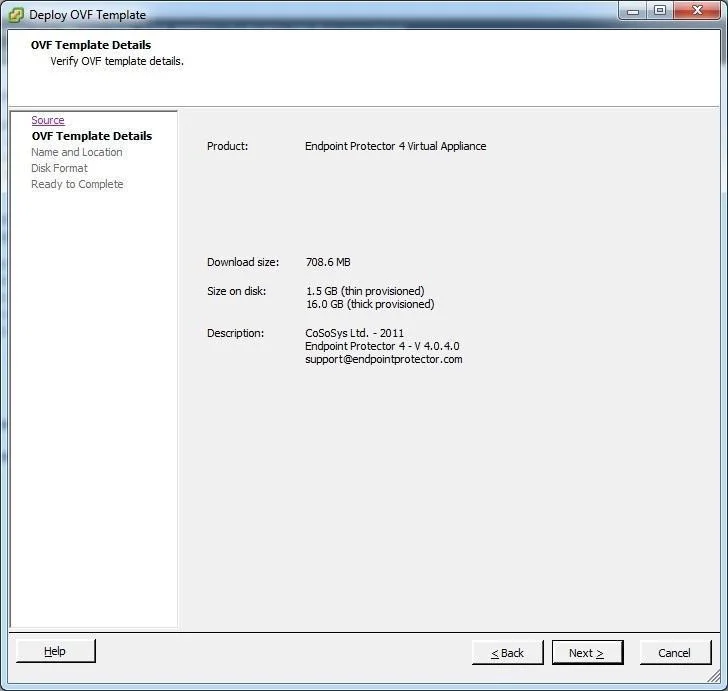 Deploy OVF Template
OVF Template Details
Verify OVF template details.
Source
OVF Template Details
Name and Location
Disk Format
Ready to Complete
Product: Endpoint Protector 4 Virtual Appliance
Download size: 708.6 MB
Size on disk: 1.5 GB (thin provisioned)
16.0 GB (thick provisioned)
Description: CoSoSys Ltd. - 2011
Endpoint Protector 4 - V 4.0.4.0
support@endpointprotector.com
Help
< Back
Next >
Cancel